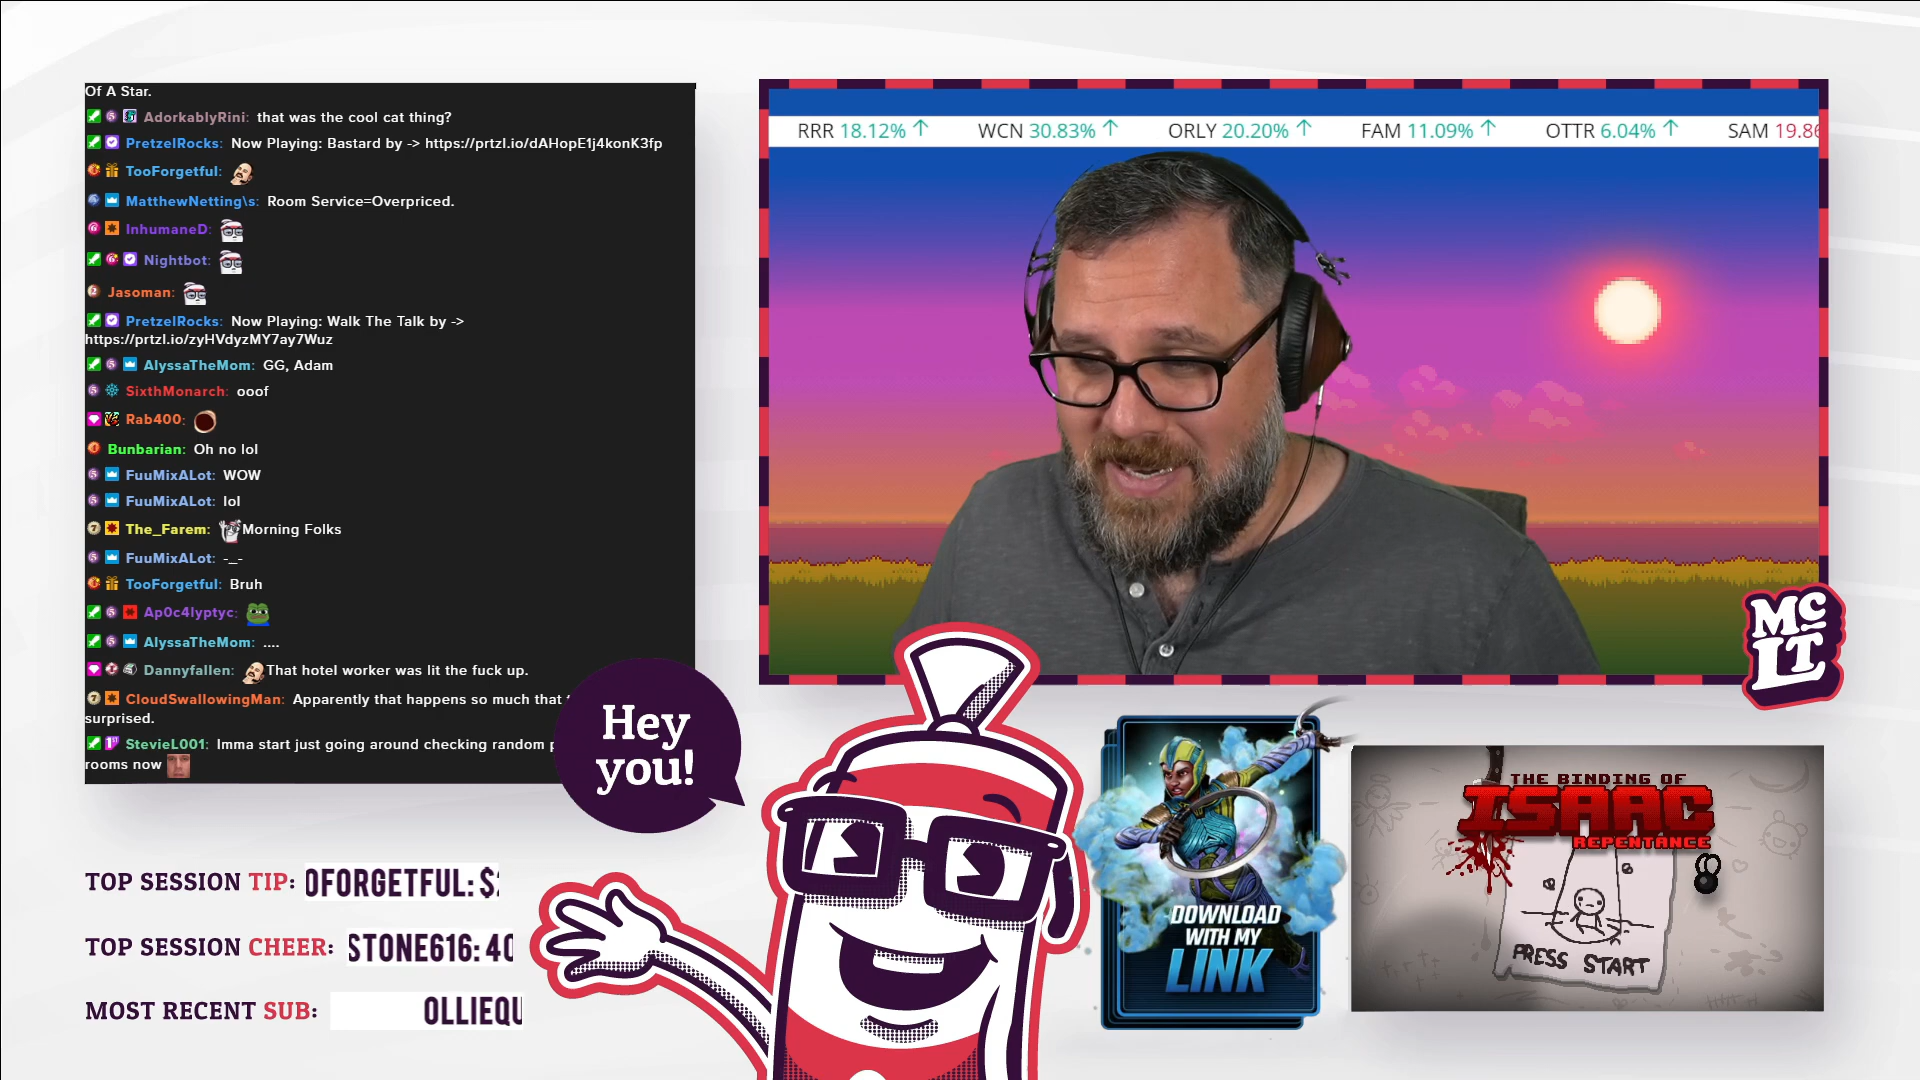 Of A Star.
AdorkablyRini: that was the cool cat thing?
PretzelRocks: Now Playing: Bastard by -> https://prtzl.io/dAHopE1j4konK3fp
TooForgetful:
MatthewNetting\s: Room Service=Overpriced.
InhumaneD:
Nightbot:
Jasoman:
PretzelRocks: Now Playing: Walk The Talk by ->
https://prtzl.io/zyHVdyzMY7ay7Wuz
AlyssaTheMom: GG, Adam
SixthMonarch: ooof
Rab400:
Bunbarian: Oh no lol
FuuMixALot: WOW
FuuMixALot: lol
The_Farem: Morning Folks
FuuMixALot: -_-
TooForgetful: Bruh
Ap0c4lyptyc:
AlyssaTheMom: ....
Dannyfallen: That hotel worker was lit the fuck up.
CloudSwallowingMan: Apparently that happens so much that
surprised.
StevieL001: Imma start just going around checking random
rooms now
RRR 18.12% ↑ WCN 30.83% ↑ ORLY 20.20% ↑ FAM 11.09% ↑ OTTR 6.04% ↑ SAM 19.86
McLT
Hey
you!
TOP SESSION TIP: OFORGETFUL: $
TOP SESSION CHEER: STONE616: 40
MOST RECENT SUB: OLLIEQU
DOWNLOAD
WITH MY
LINK
THE BINDING OF
ISAAC
REPENTANCE
PRESS START